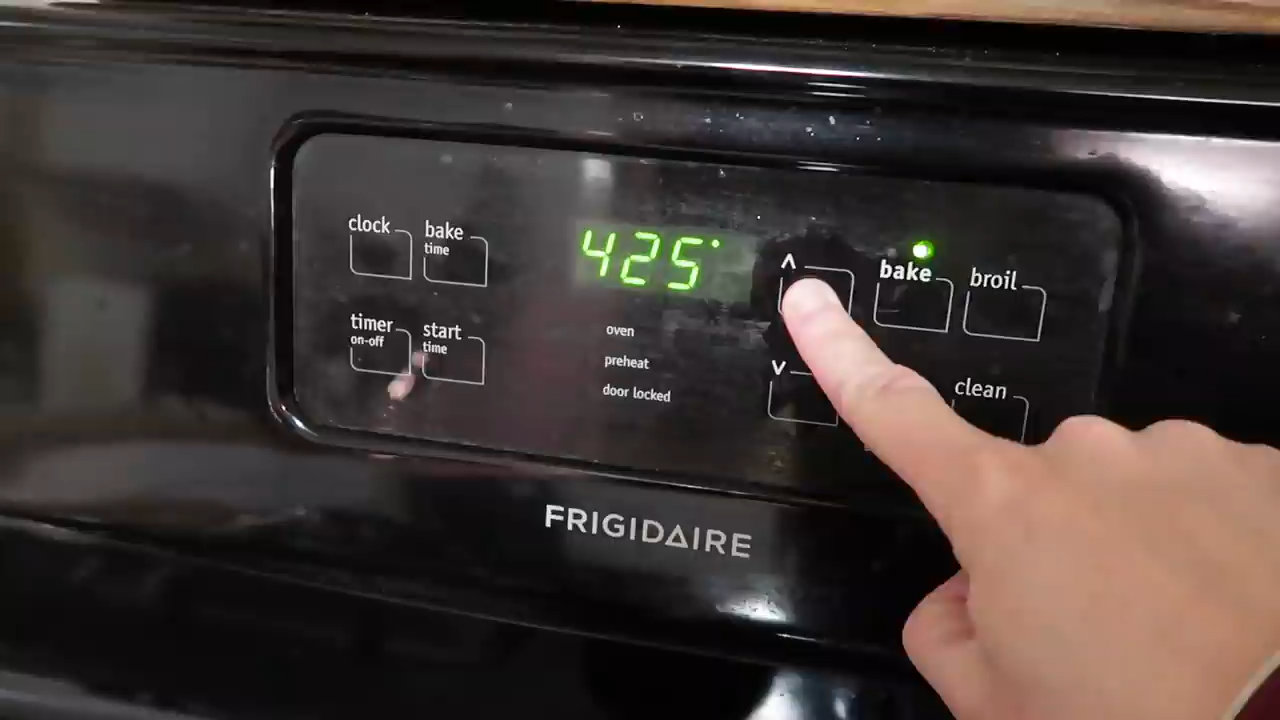 clock
bake
time
timer
on-off
start
time
425°
oven
preheat
door locked
^
v
bake
broil
clean
FRIGIDAIRE